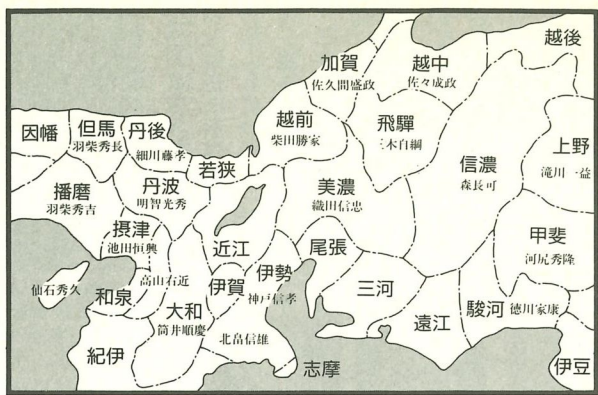 越後
加賀
佐久間盛政
越中
佐々成政
因幡
但馬
羽柴秀長
丹後
細川藤孝
若狭
越前
柴田勝家
飛驒
三木自綱
信濃
森長可
上野
滝川一益
播磨
羽柴秀吉
丹波
明智光秀
美濃
織田信忠
摂津
池田恒興
近江
尾張
甲斐
河尻秀隆
仙石秀久
和泉
高山右近
伊賀
伊勢
神戸信孝
三河
遠江
駿河
徳川家康
大和
筒井順慶
紀伊
北畠信雄
志摩
伊豆